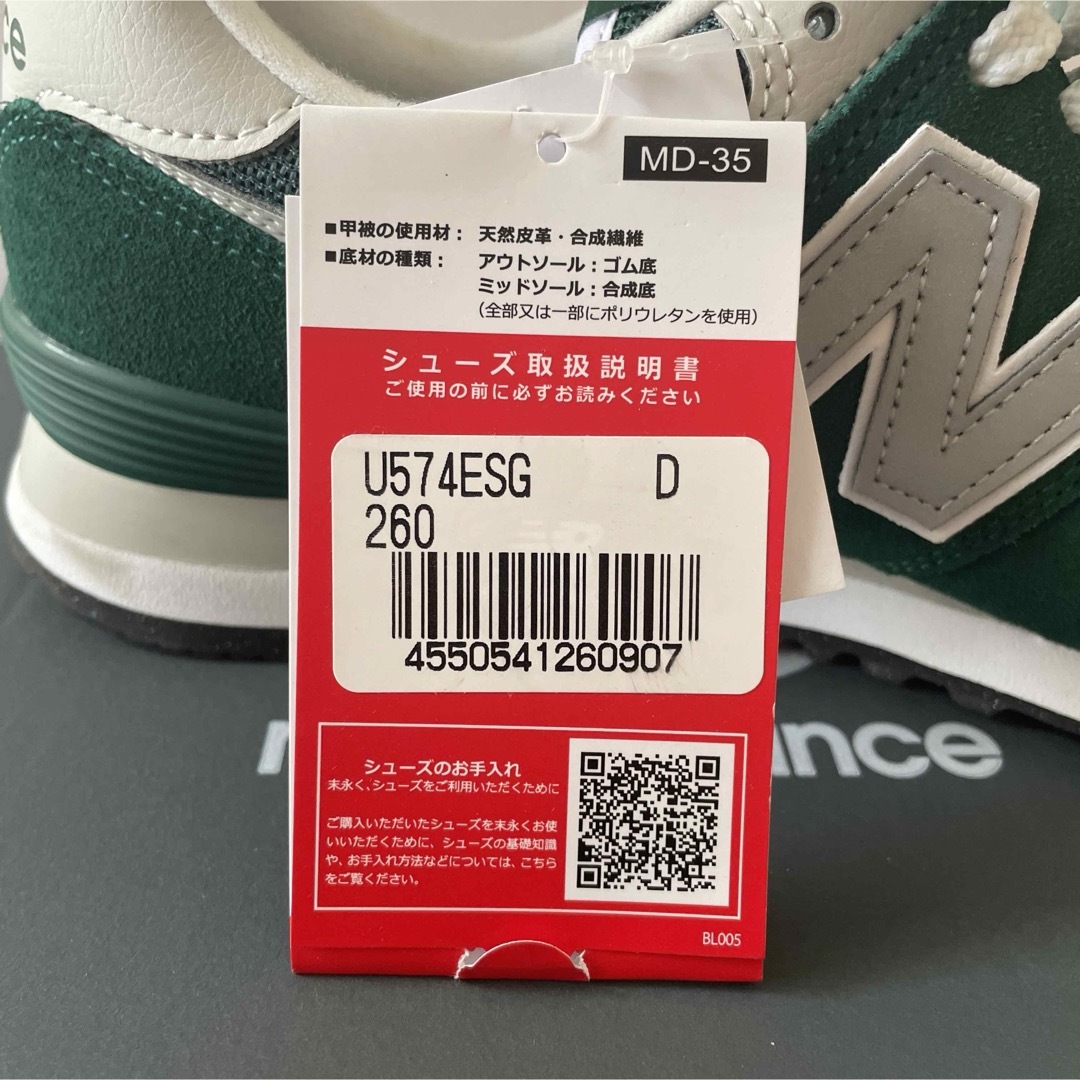 ce
MD-35
■甲被の使用材： 天然皮革・合成繊維
■底材の種類： アウトソール：ゴム底
ミッドソール：合成底
（全部又は一部にポリウレタンを使用）
シューズ取扱説明書
ご使用の前に必ずお読みください
U574ESG D
260
4550541260907
シューズのお手入れ
末永く、シューズをご利用いただくために
ご購入いただいたシューズを末永くお使
いいただくために、シューズの基礎知識
や、お手入れ方法などについては、こちら
をご覧ください。
BL005
n ance